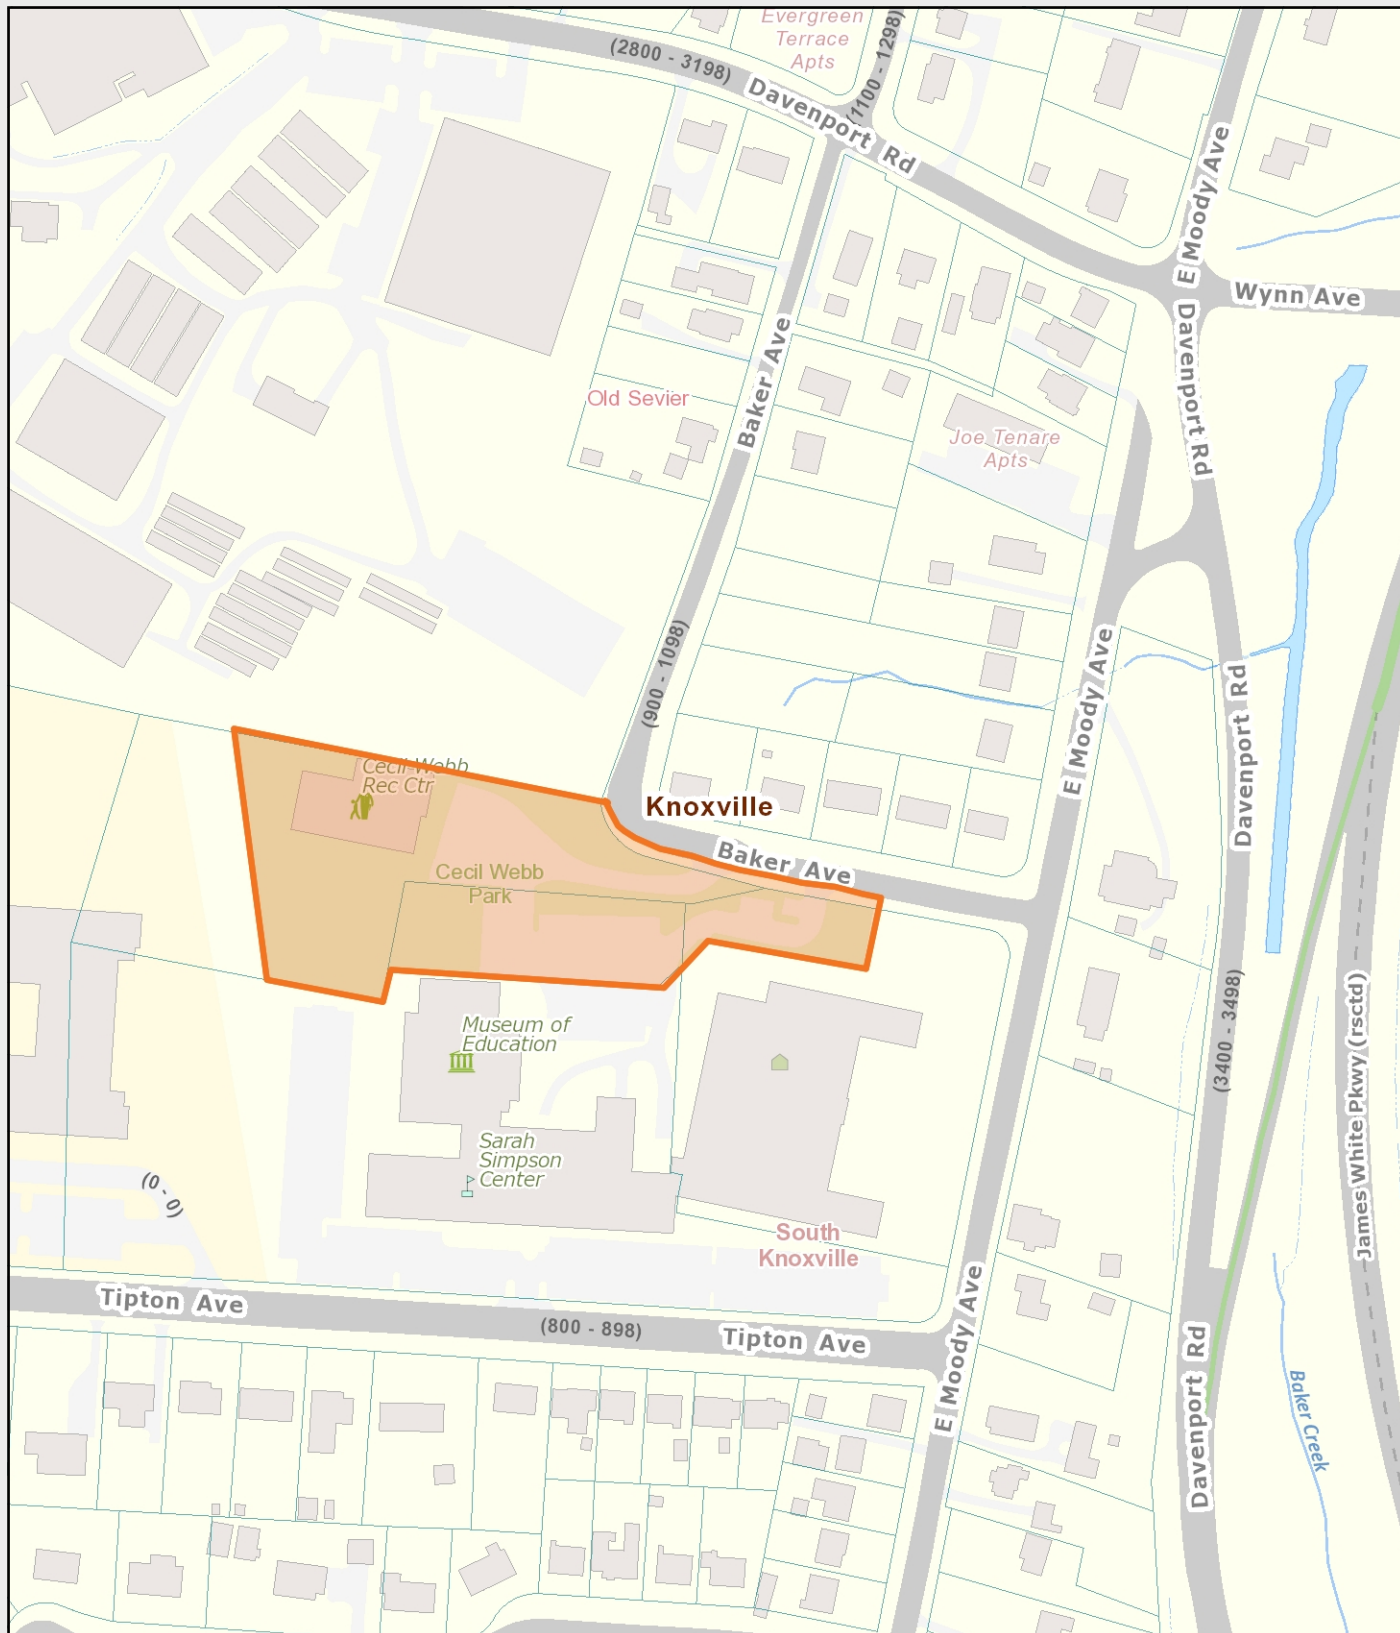 Evergreen
Terrace
Apts
(2800 - 3198)
(1100 - 1298)
Davenport Rd
E Moody Ave
Wynn Ave
Davenport Rd
Baker Ave
Old Sevier
Joe Tenare
Apts
(900 - 1098)
E Moody Ave
Davenport Rd
Cecil Webb
Rec Ctr
Knoxville
Baker Ave
Cecil Webb
Park
(3400 - 3498)
James White Pkwy (rsctd)
Museum of
Education
Sarah
Simpson
Center
(0 - 0)
South
Knoxville
Tipton Ave
(800 - 898)
Tipton Ave
E Moody Ave
Davenport Rd
Baker Creek